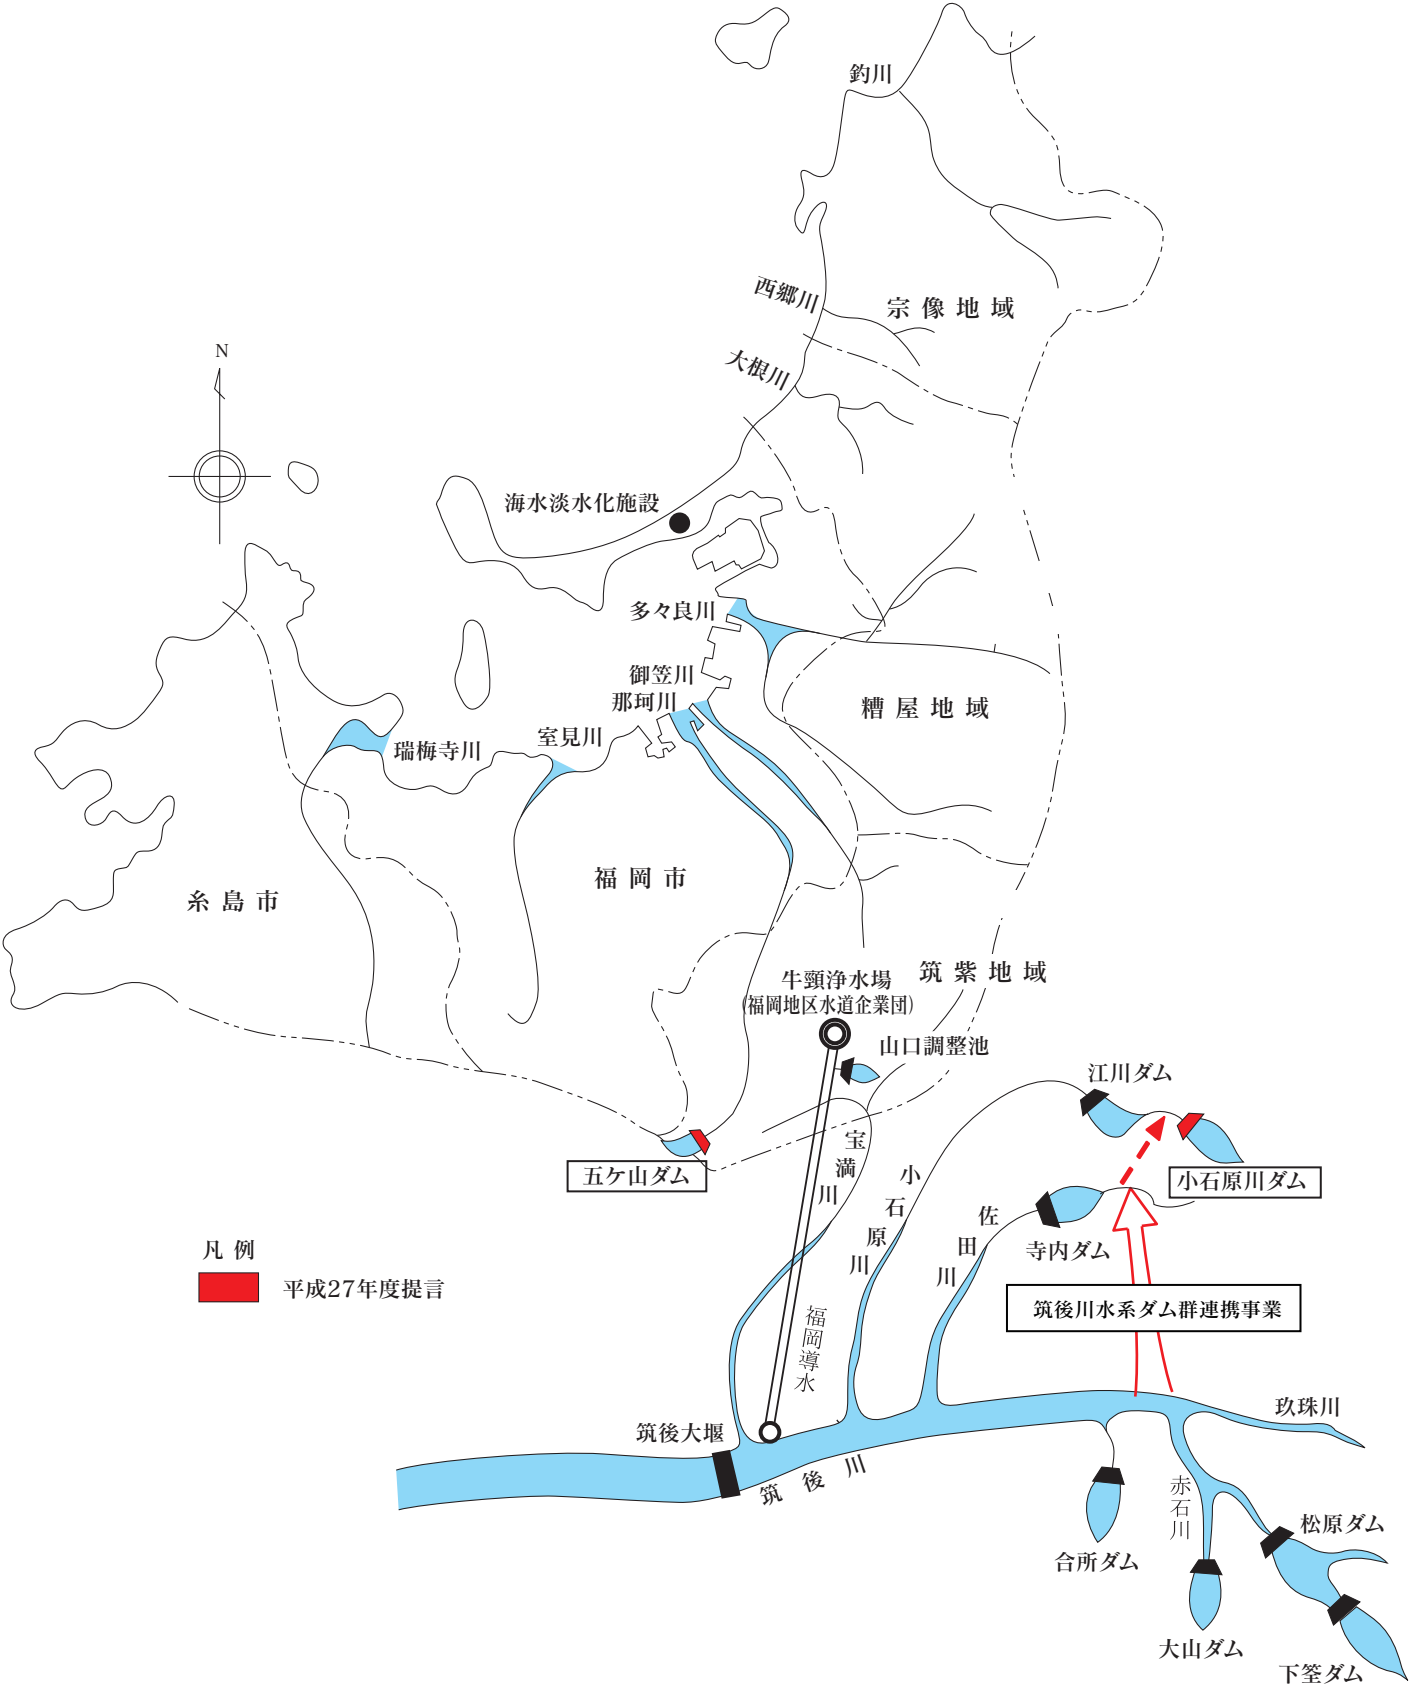 釣川
西郷川
宗像地域
大根川
N
海水淡水化施設
多々良川
御笠川
那珂川
糟屋地域
室見川
瑞梅寺川
福岡市
糸島市
筑紫地域
牛頸浄水場
(福岡地区水道企業団)
山口調整池
江川ダム
宝満川
小石原川
五ケ山ダム
小石原川ダム
佐田川
寺内ダム
凡例
平成27年度提言
筑後川水系ダム群連携事業
福岡導水
玖珠川
筑後大堰
筑後川
赤石川
松原ダム
合所ダム
大山ダム
下筌ダム